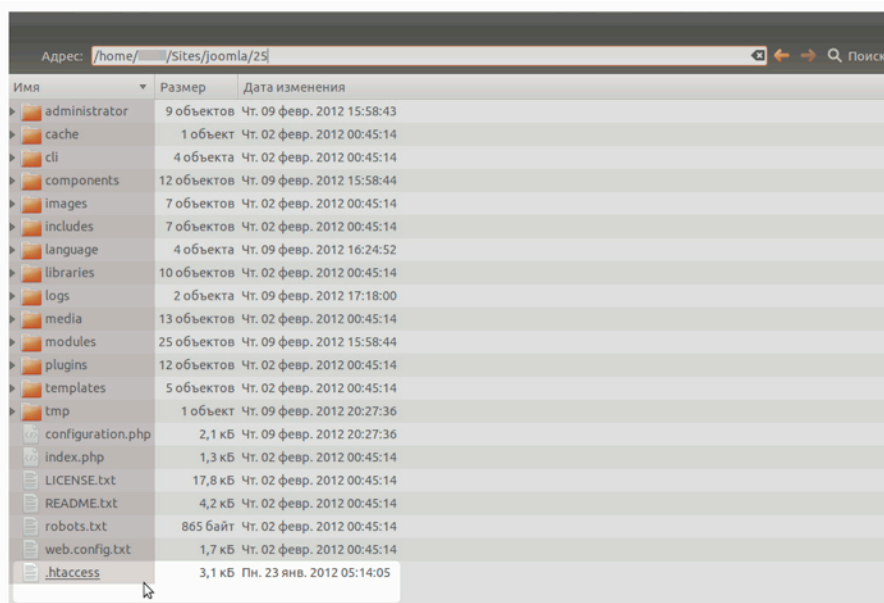 Адрес: /home/ /Sites/joomla/25 Поиск
Имя Размер Дата изменения
administrator 9 объектов Чт. 09 февр. 2012 15:58:43
cache 1 объект Чт. 02 февр. 2012 00:45:14
cli 4 объекта Чт. 02 февр. 2012 00:45:14
components 12 объектов Чт. 09 февр. 2012 15:58:44
images 7 объектов Чт. 02 февр. 2012 00:45:14
includes 7 объектов Чт. 02 февр. 2012 00:45:14
language 4 объекта Чт. 09 февр. 2012 16:24:52
libraries 10 объектов Чт. 02 февр. 2012 00:45:14
logs 2 объекта Чт. 09 февр. 2012 17:18:00
media 13 объектов Чт. 02 февр. 2012 00:45:14
modules 25 объектов Чт. 09 февр. 2012 15:58:44
plugins 12 объектов Чт. 02 февр. 2012 00:45:14
templates 5 объектов Чт. 02 февр. 2012 00:45:14
tmp 1 объект Чт. 09 февр. 2012 20:27:36
configuration.php 2,1 кБ Чт. 09 февр. 2012 20:27:36
index.php 1,3 кБ Чт. 02 февр. 2012 00:45:14
LICENSE.txt 17,8 кБ Чт. 02 февр. 2012 00:45:14
README.txt 4,2 кБ Чт. 02 февр. 2012 00:45:14
robots.txt 865 байт Чт. 02 февр. 2012 00:45:14
web.config.txt 1,7 кБ Чт. 02 февр. 2012 00:45:14
.htaccess 3,1 кБ Пн. 23 янв. 2012 05:14:05